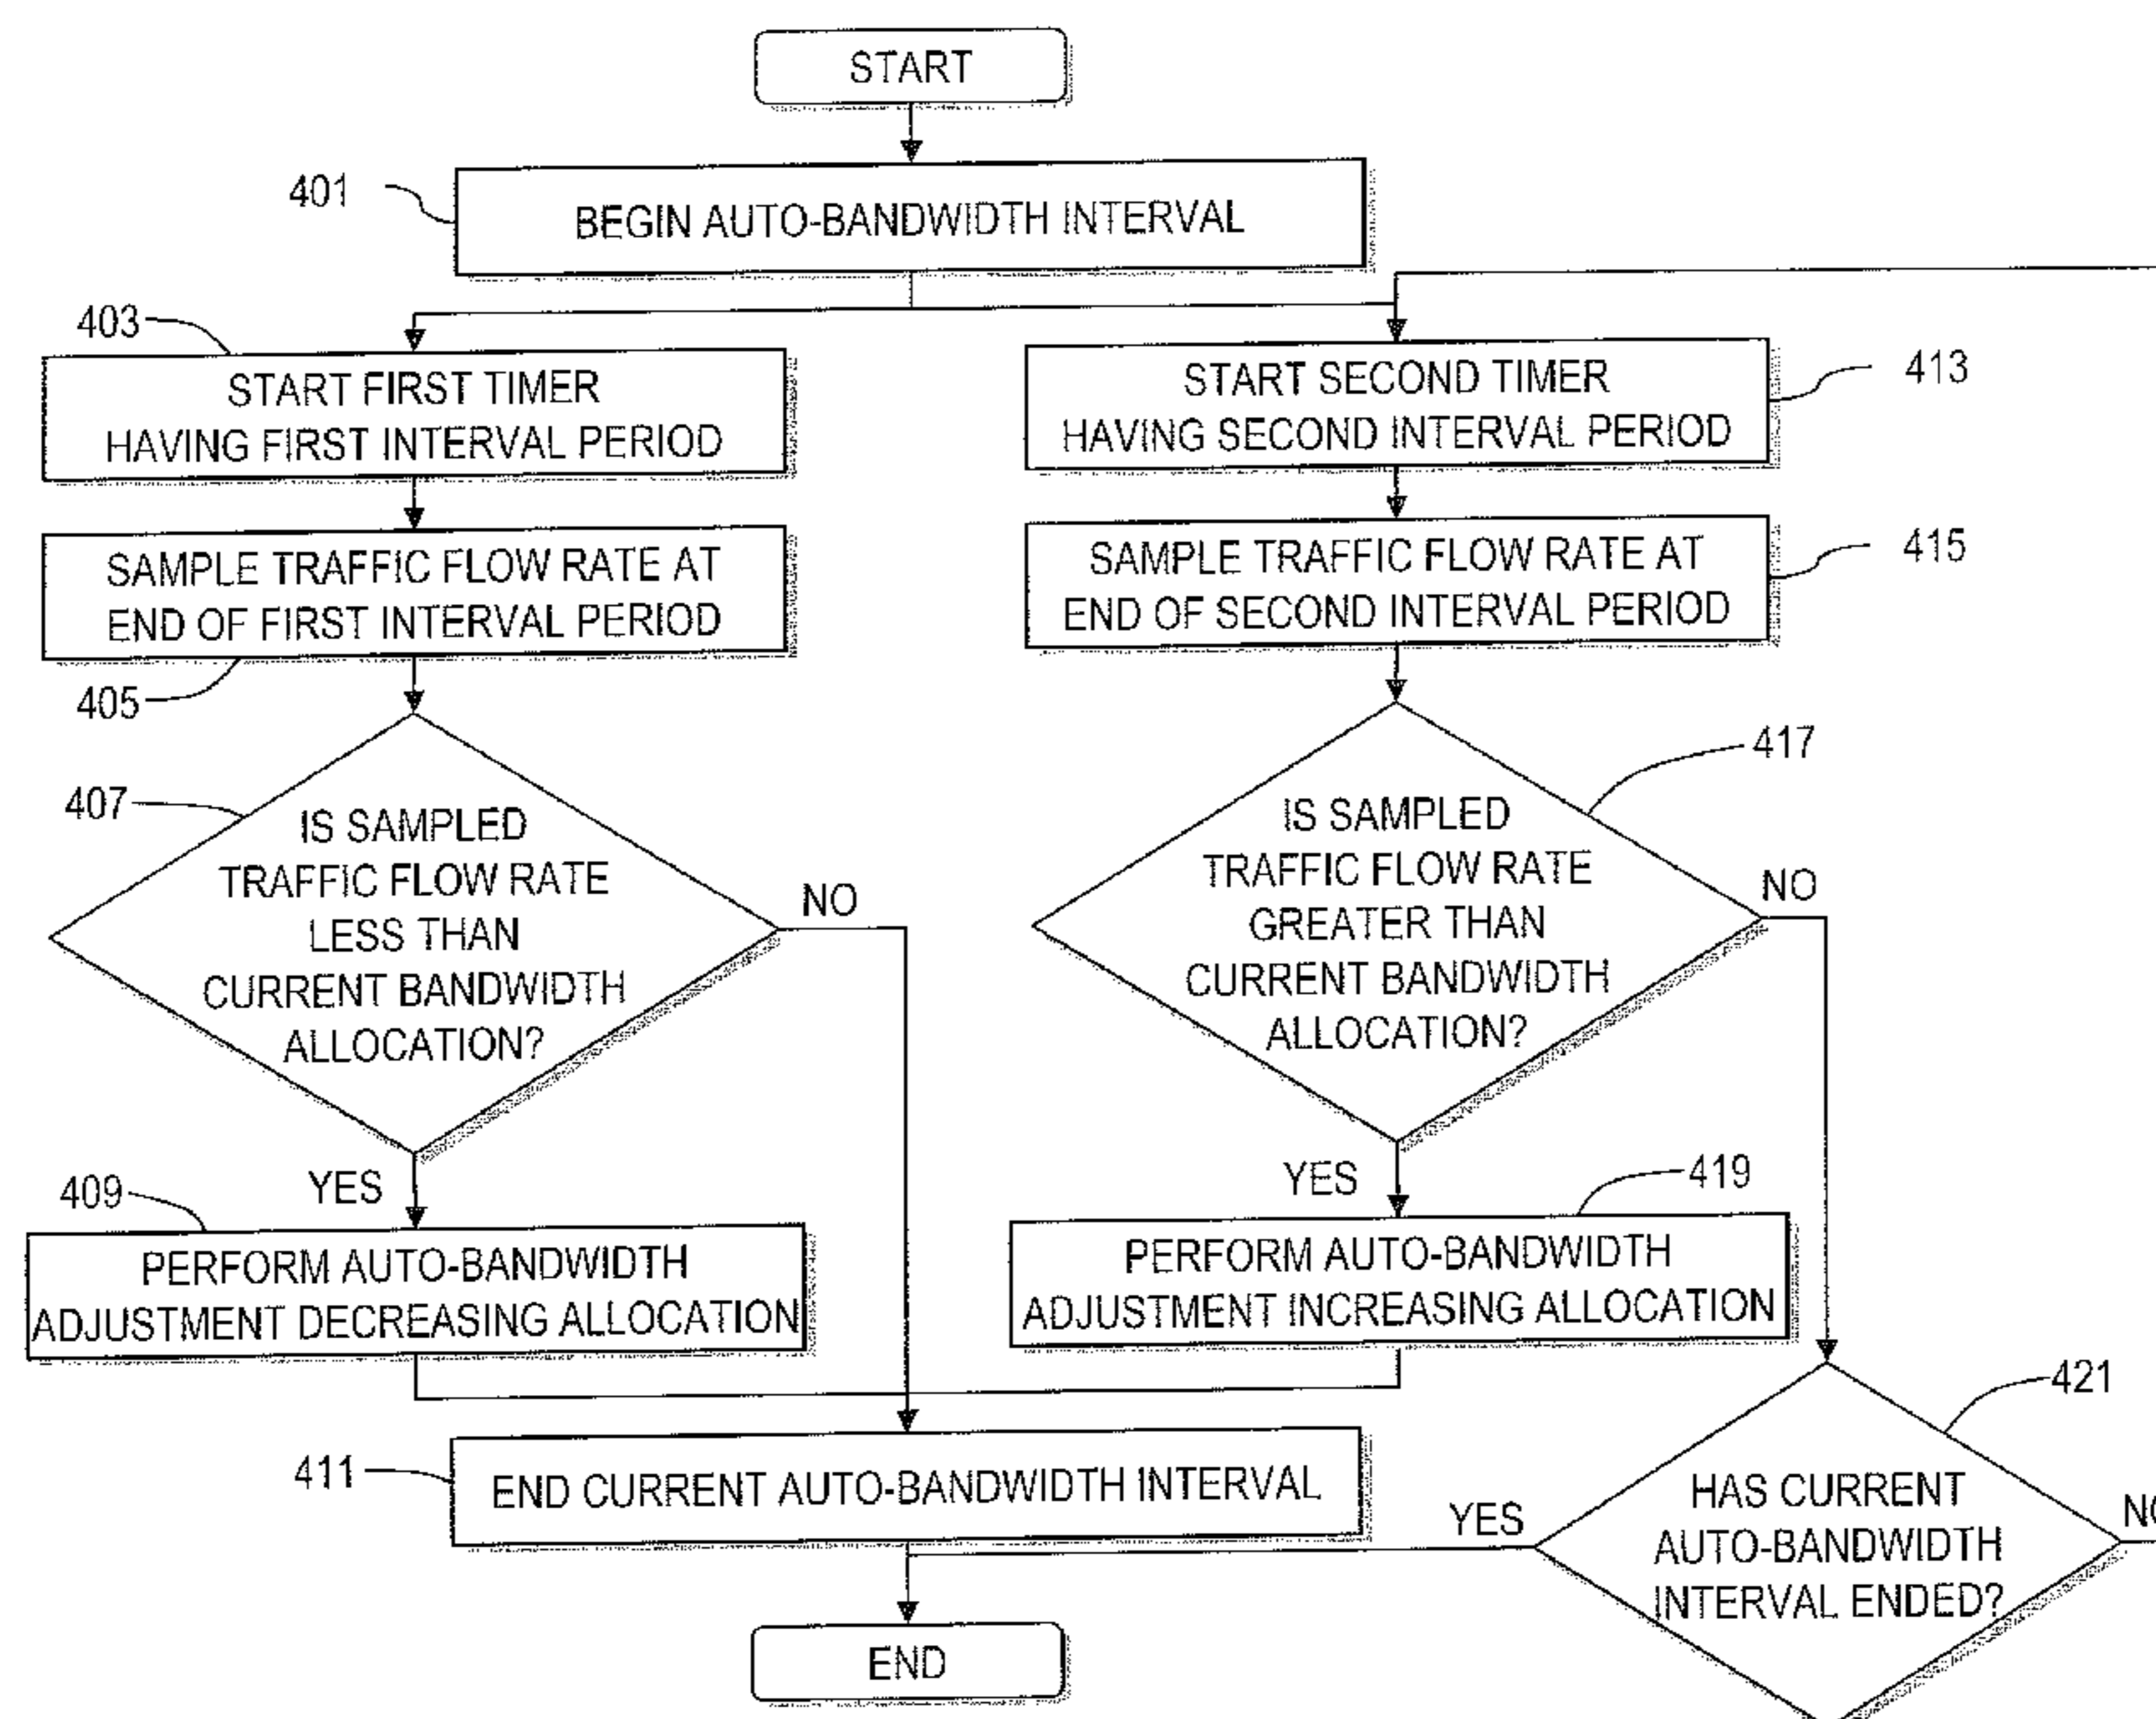 START
401
BEGIN AUTO-BANDWIDTH INTERVAL
403
START FIRST TIMER
HAVING FIRST INTERVAL PERIOD
SAMPLE TRAFFIC FLOW RATE AT
END OF FIRST INTERVAL PERIOD
405
407
IS SAMPLED
TRAFFIC FLOW RATE
LESS THAN
CURRENT BANDWIDTH
ALLOCATION?
NO
YES
409
PERFORM AUTO-BANDWIDTH
ADJUSTMENT DECREASING ALLOCATION
START SECOND TIMER
HAVING SECOND INTERVAL PERIOD
413
SAMPLE TRAFFIC FLOW RATE AT
END OF SECOND INTERVAL PERIOD
415
417
IS SAMPLED
TRAFFIC FLOW RATE
GREATER THAN
CURRENT BANDWIDTH
ALLOCATION?
NO
YES
419
PERFORM AUTO-BANDWIDTH
ADJUSTMENT INCREASING ALLOCATION
411
END CURRENT AUTO-BANDWIDTH INTERVAL
421
HAS CURRENT
AUTO-BANDWIDTH
INTERVAL ENDED?
YES
NO
END